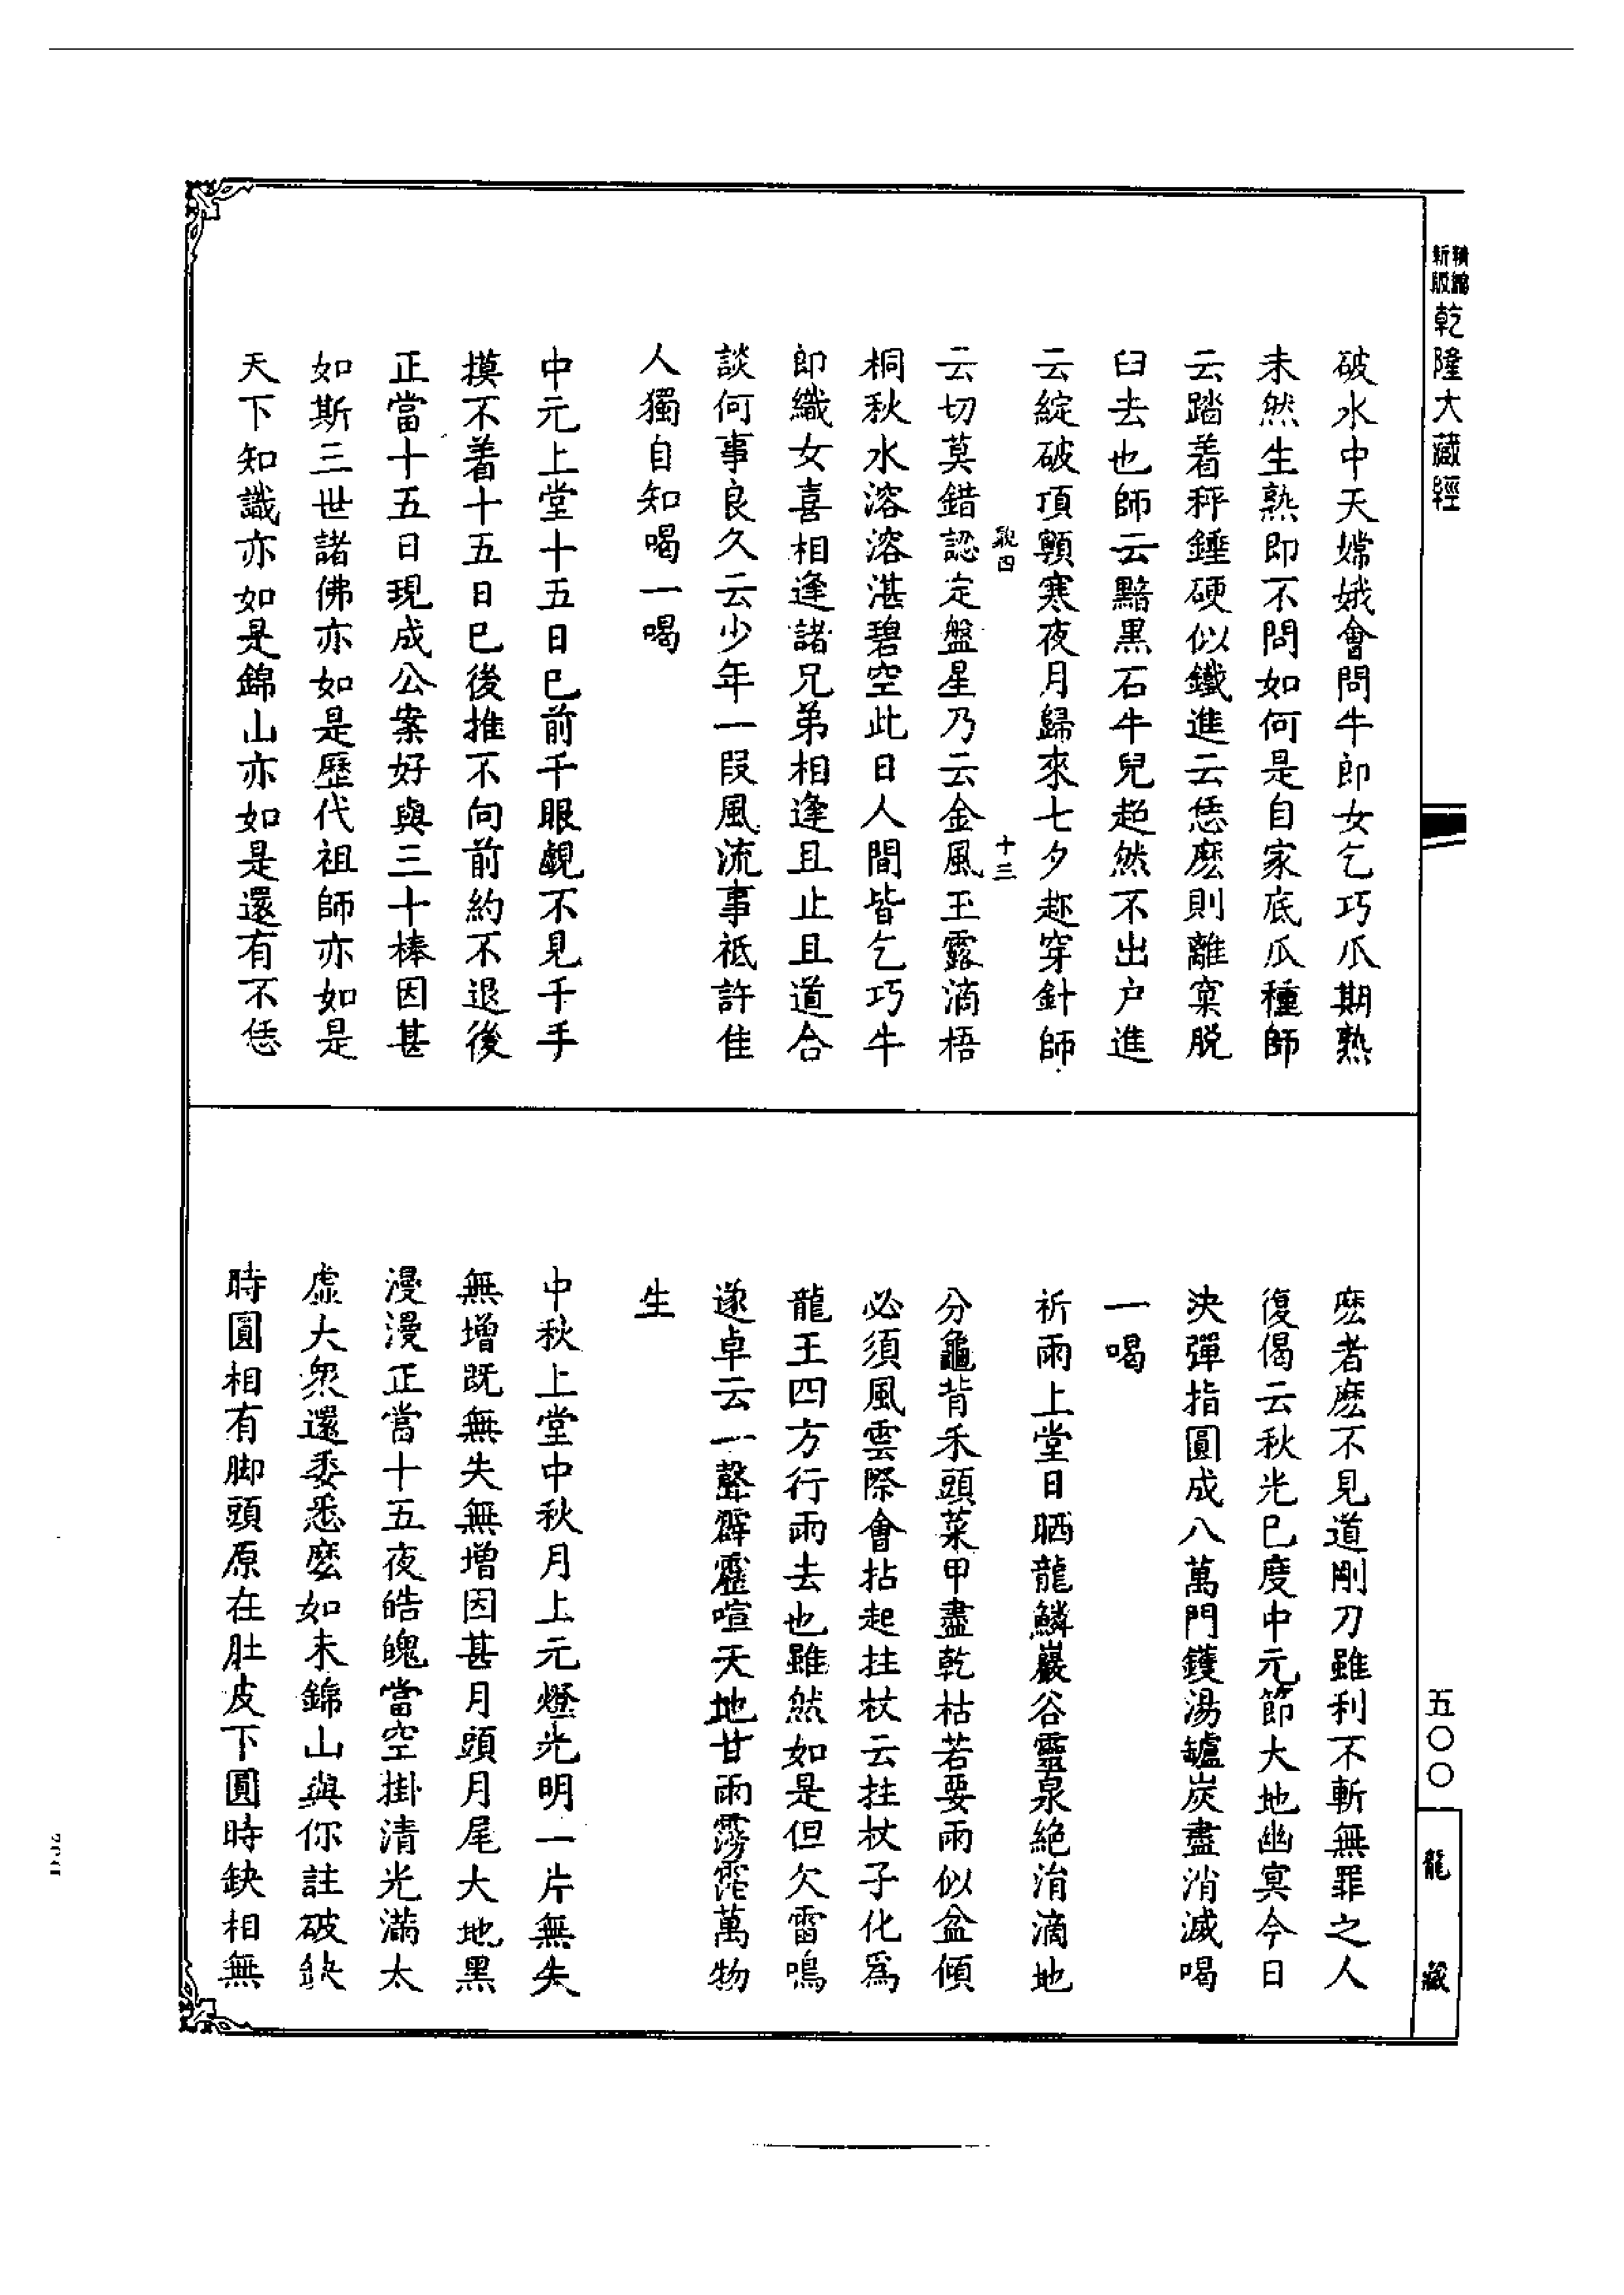 精編
新版
乾隆大藏經
破水中天嫦娥會問牛郎女乞巧瓜期熟
未然生熟即不問如何是自家底瓜種師
云踏着秤錘硬似鐵進云恁麽則離窠脫
臼去也師云黯黑石牛兒超然不出戶進
云綻破頂顊寒夜月歸來七夕趂穿針師
十三
云切莫錯認定盤星乃云金風玉露滴梧
桐秋水溶溶湛碧空此日人間皆乞巧牛
郎織女喜相逢諸兄弟相逢且止且道合
談何事良久云少年一段風流事祗許佳
人獨自知喝一喝
中元上堂十五日巳前千眼覷不見千手
摸不着十五日巳後推不向前約不退後
正當十五日現成公案好與三十棒因甚
如斯三世諸佛亦如是歷代祖師亦如是
天下知識亦如是錦山亦如是還有不恁
麽者麽不見道剛刀雖利不斬無罪之人
復偈云秋光巳度中元節大地幽冥今日
決彈指圓成八萬門鑊湯罏炭盡消滅喝
一喝
祈雨上堂日晒龍鱗巖谷靈泉絕涓滴地
分龜背禾頭菜甲盡乾枯若要雨似盆傾
必須風雲際會拈起拄杖云拄杖子化爲
龍王四方行雨去也雖然如是但欠雷鳴
遂卓云一聲霹靂喧天地甘雨霶霑萬物
生
中秋上堂中秋月上元燈光明一片無失
無增既無失無增因甚月頭月尾大地黑
漫漫正當十五夜皓魄當空掛清光滿太
虛大衆還委悉麽如未錦山與你註破缺
時圓相有脚頭原在肚皮下圓時缺相無
五〇〇
龍藏